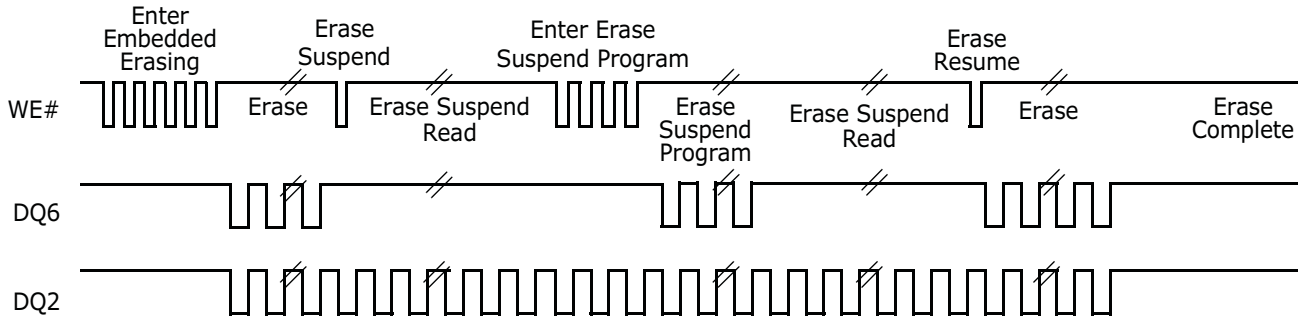 Enter
Embedded
Erasing
Erase
Suspend
Enter Erase
Suspend Program
Erase
Resume
WE#
Erase
Erase Suspend
Read
Erase
Suspend
Program
Erase Suspend
Read
Erase
Erase
Complete
DQ6
DQ2